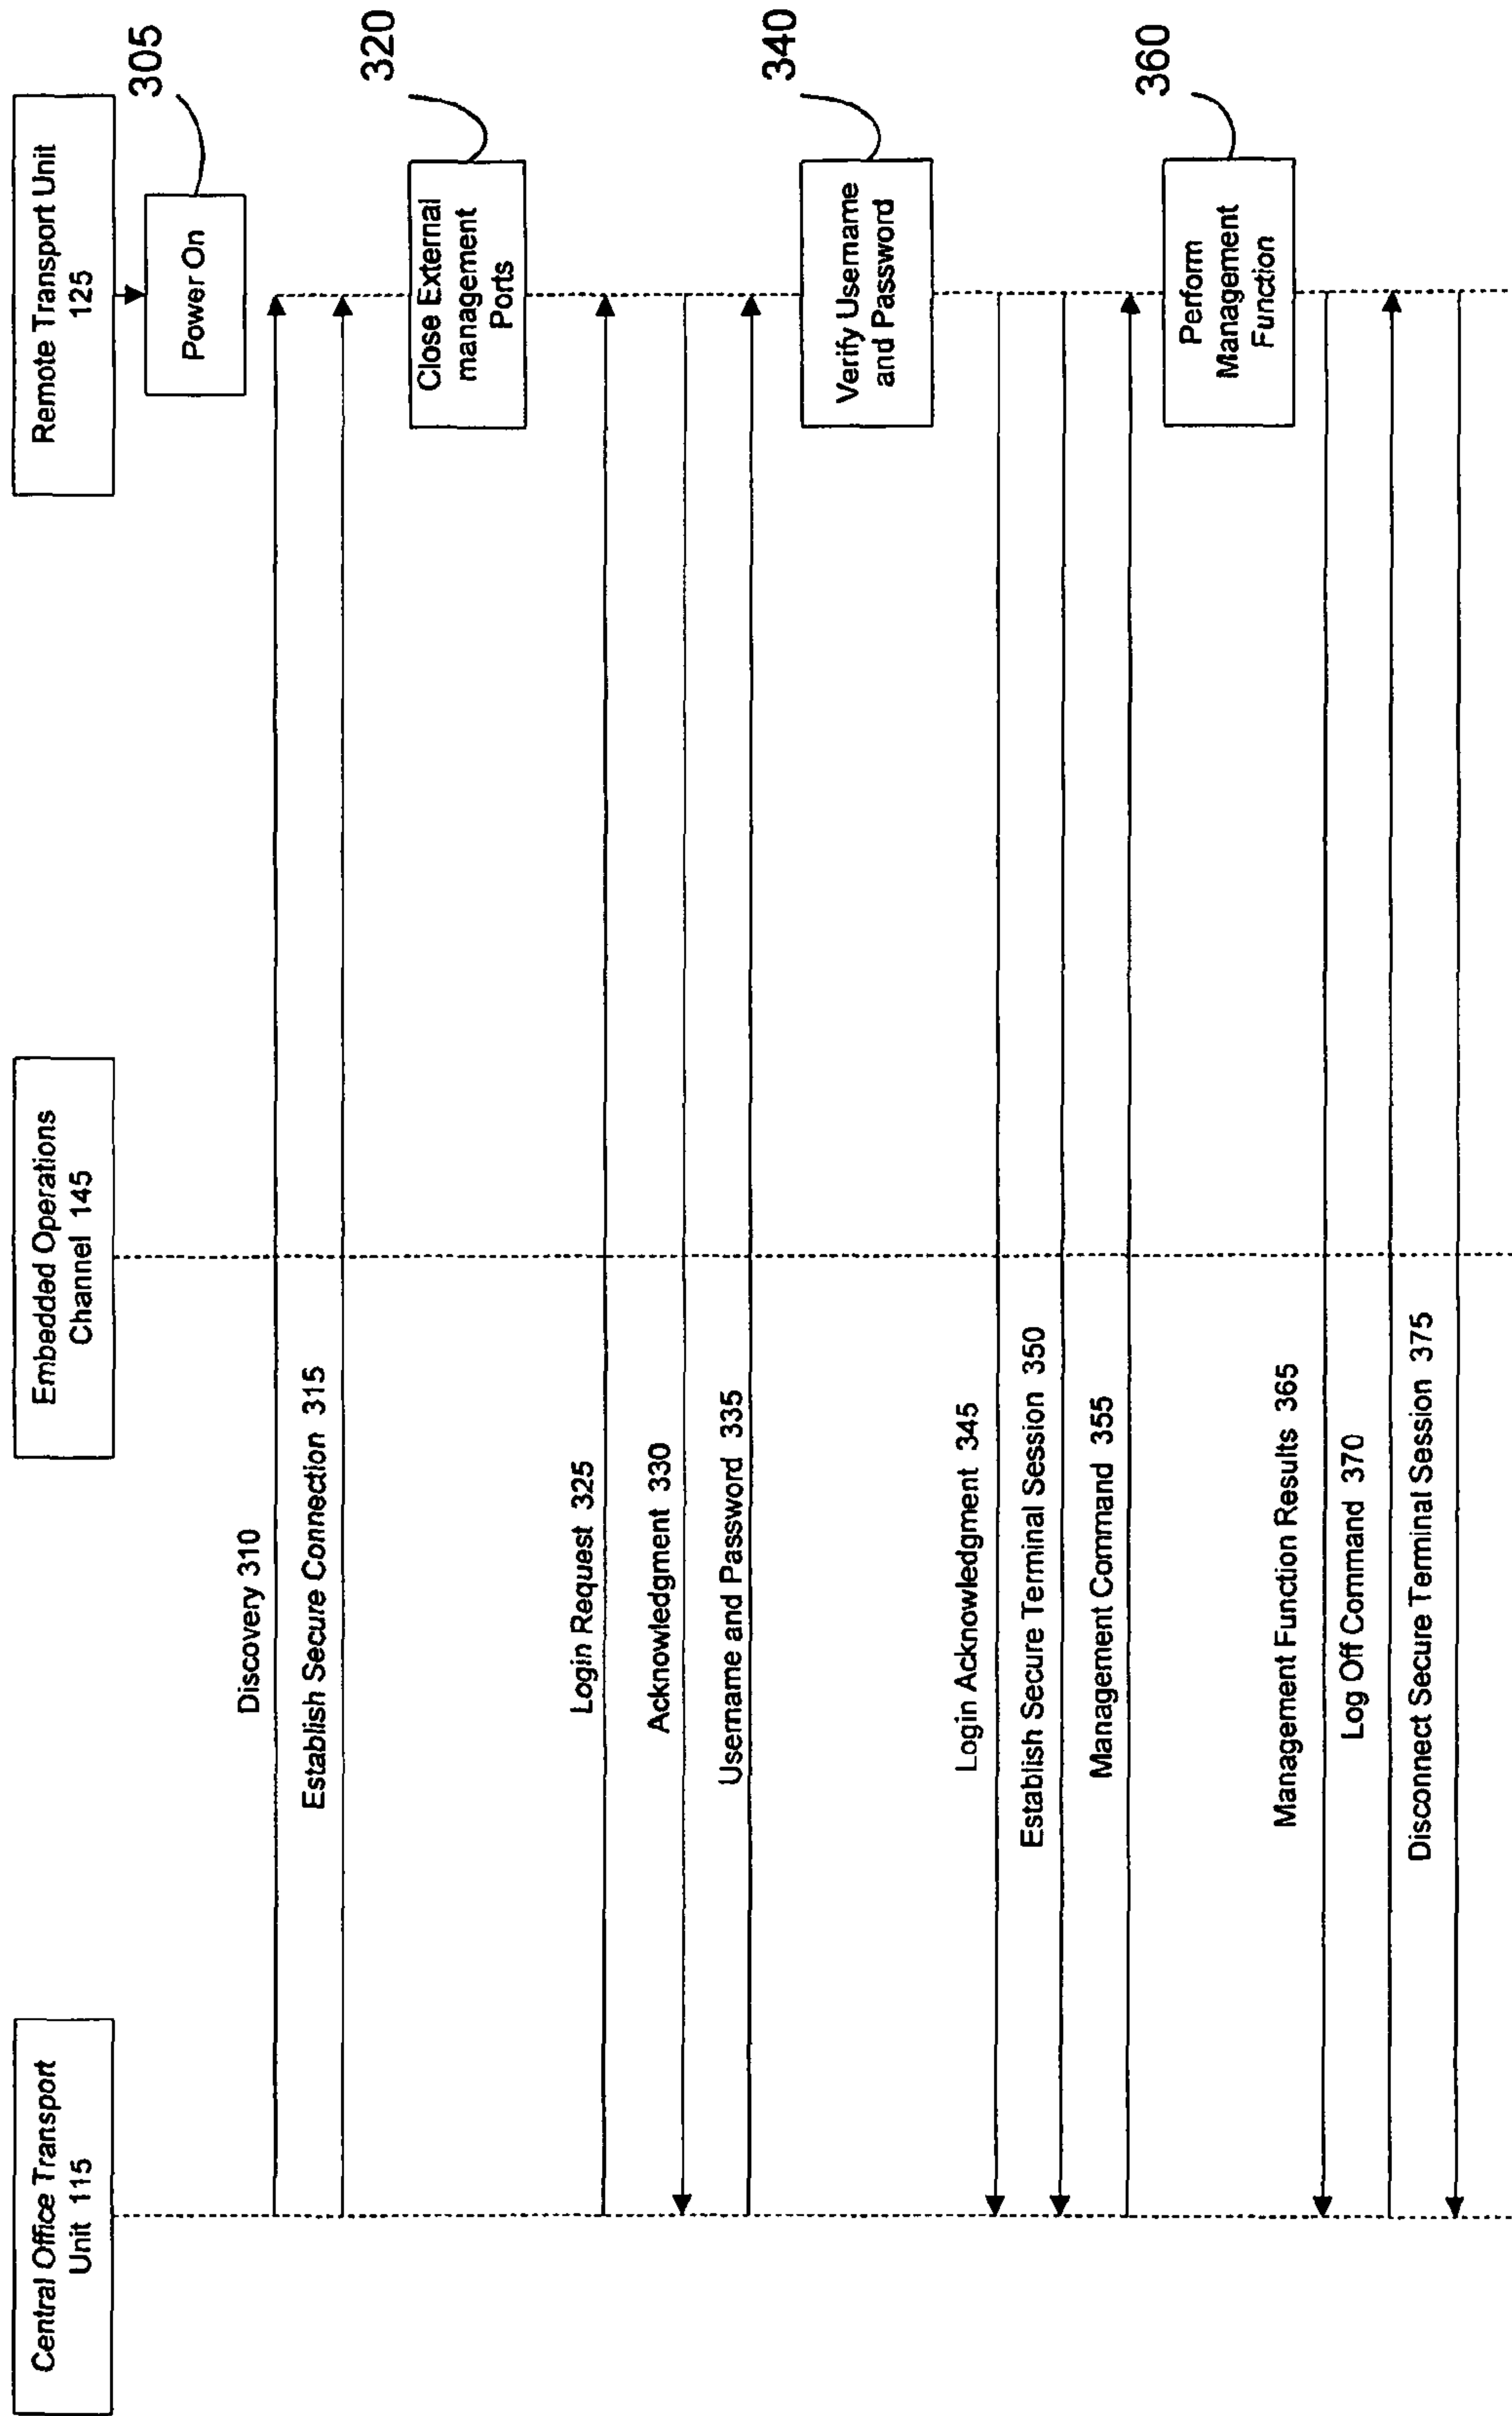 Central Office Transport
Unit 115
Embedded Operations
Channel 145
Remote Transport Unit
125
305
Power On
Discovery 310
Establish Secure Connection 315
320
Close External
management
Ports
Login Request 325
Acknowledgment 330
Username and Password 335
340
Verify Username
and Password
Login Acknowledgment 345
Establish Secure Terminal Session 350
Management Command 355
360
Perform
Management
Function
Management Function Results 365
Log Off Command 370
Disconnect Secure Terminal Session 375